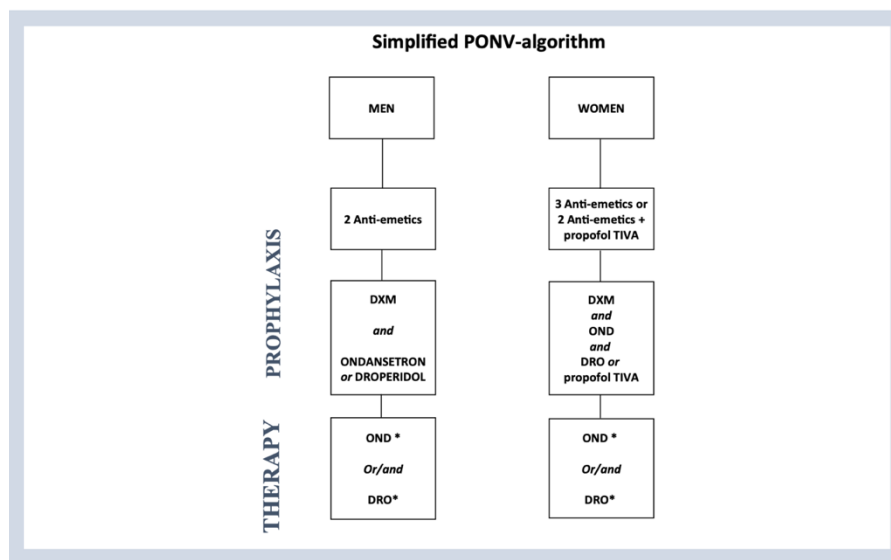 Simplified PONV-algorithm
MEN
WOMEN
PROPHYLAXIS
2 Anti-emetics
3 Anti-emetics or
2 Anti-emetics +
propofol TIVA
DXM
and
ONDANSETRON
or DROPERIDOL
DXM
and
OND
and
DRO or
propofol TIVA
THERAPY
OND *
Or/and
DRO*
OND *
Or/and
DRO*